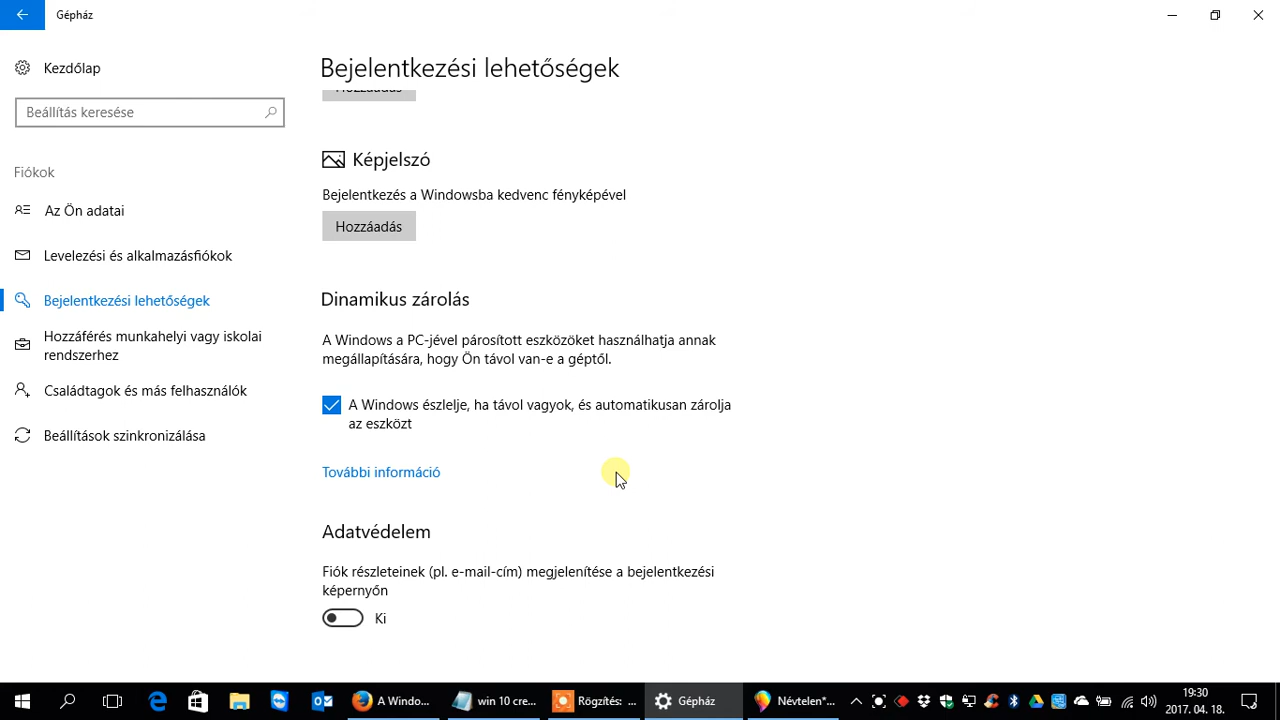 Gépház
Kezdőlap
Beállítás keresése
Fiókok
Az Ön adatai
Levelezési és alkalmazásfiókok
Bejelentkezési lehetőségek
Hozzáférés munkahelyi vagy iskolai
rendszerhez
Családtagok és más felhasználók
Beállítások szinkronizálása
Bejelentkezési lehetőségek
Hozzáadás
Képjelszó
Bejelentkezés a Windowsba kedvenc fényképével
Hozzáadás
Dinamikus zárolás
A Windows a PC-jével párosított eszközöket használhatja annak
megállapítására, hogy Ön távol van-e a géptől.
A Windows észlelje, ha távol vagyok, és automatikusan zárolja
az eszközt
További információ
Adatvédelem
Fiók részleteinek (pl. e-mail-cím) megjelenítése a bejelentkezési
képernyőn
Ki
A Windo...
win 10 cre...
Rögzítés: ...
Gépház
Névtelen*...
19:30
2017. 04. 18.